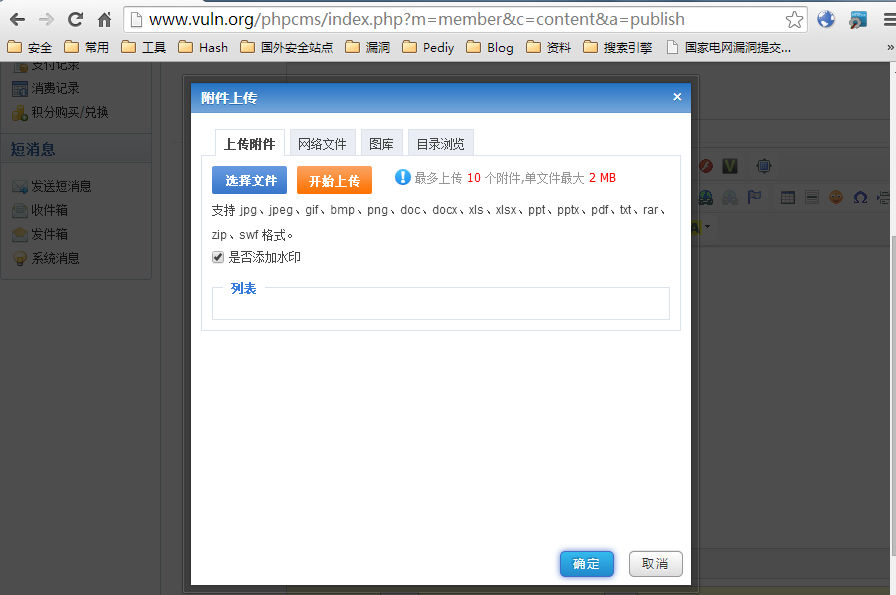 www.vuln.org/phpcms/index.php?m=member&c=content&a=publish
安全 常用 工具 Hash 国外安全站点 漏洞 Pediy Blog 资料 搜索引擎 国家电网漏洞提交... »
支付记录
消费记录
积分购买/兑换
短消息
发送短消息
收件箱
发件箱
系统消息
附件上传 ×
上传附件 网络文件 图库 目录浏览
选择文件 开始上传 最多上传 10 个附件,单文件最大 2 MB
支持 jpg、jpeg、gif、bmp、png、doc、docx、xls、xlsx、ppt、pptx、pdf、txt、rar、
zip、swf 格式。
是否添加水印
列表
确定 取消